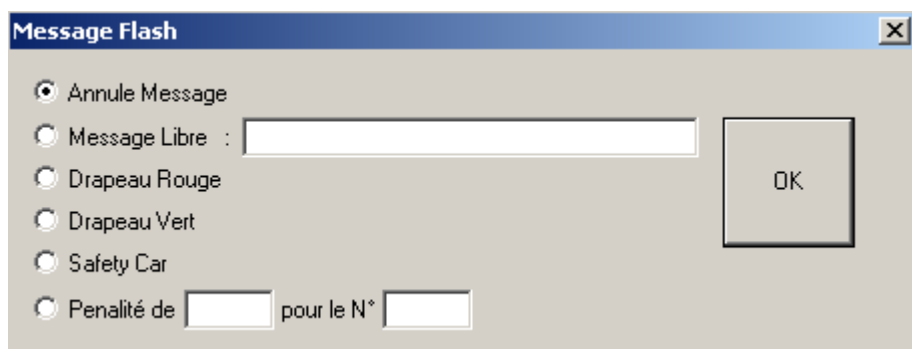 Message Flash
Annule Message
Message Libre :
Drapeau Rouge
OK
Drapeau Vert
Safety Car
Penalité de pour le N°